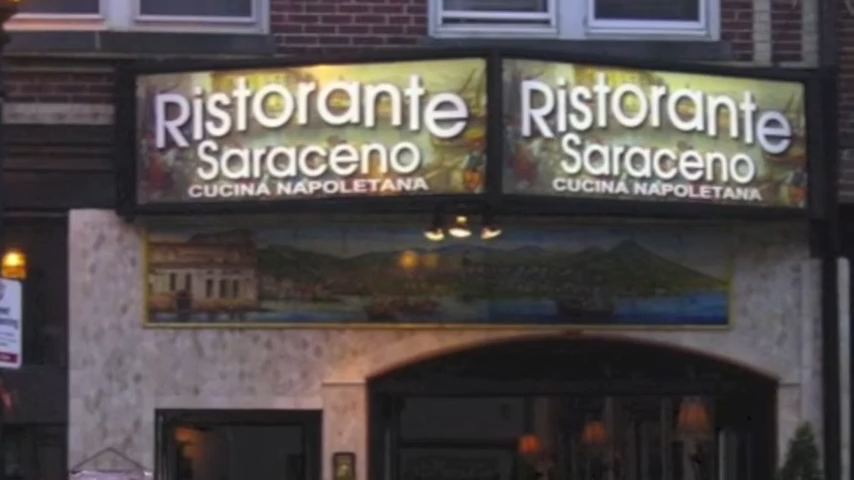 Ristorante
Saraceno
CUCINA NAPOLETANA
Ristorante
Saraceno
CUCINA NAPOLETANA